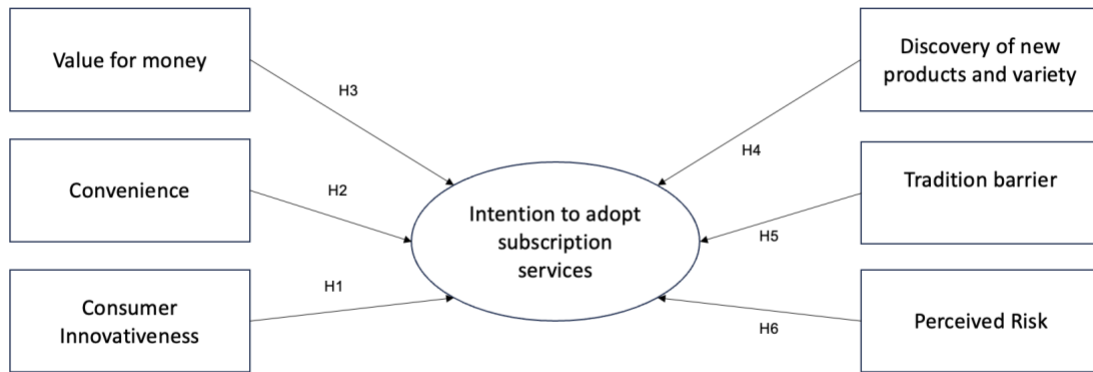 Value for money
H3
Convenience
H2
Consumer
Innovativeness
H1
Intention to adopt
subscription
services
Discovery of new
products and variety
H4
Tradition barrier
H5
Perceived Risk
H6